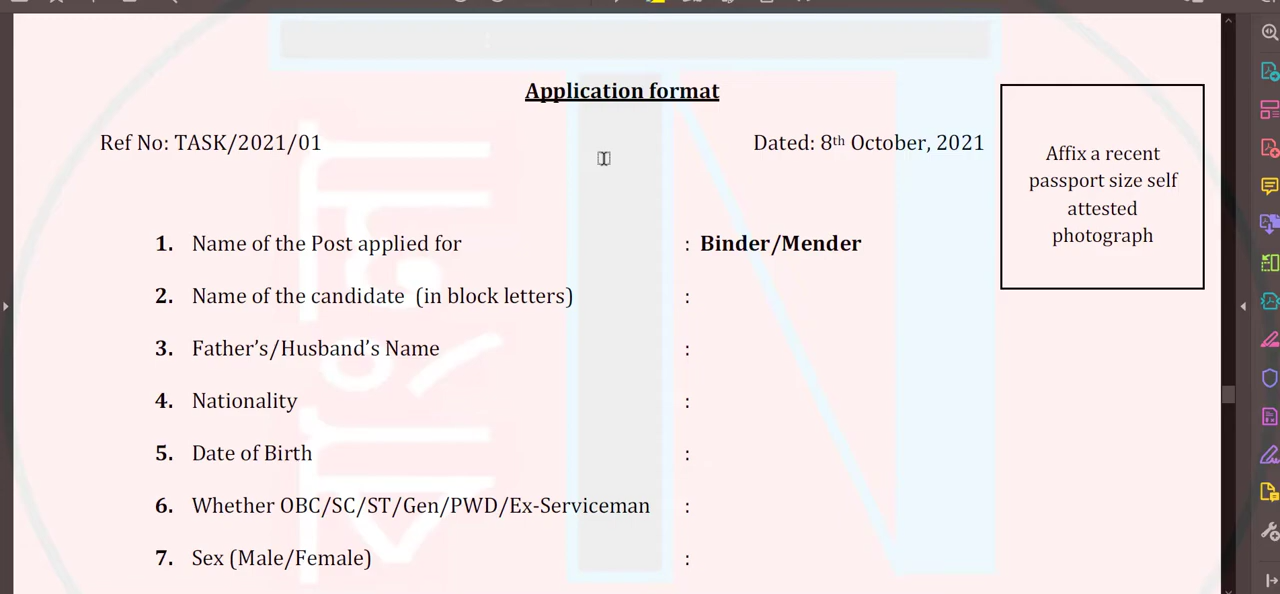 Application format
Ref No: TASK/2021/01 Dated: 8th October, 2021
Affix a recent
passport size self
attested
photograph
1. Name of the Post applied for : Binder/Mender
2. Name of the candidate (in block letters) :
3. Father's/Husband's Name :
4. Nationality :
5. Date of Birth :
6. Whether OBC/SC/ST/Gen/PWD/Ex-Serviceman :
7. Sex (Male/Female) :
বাংলা